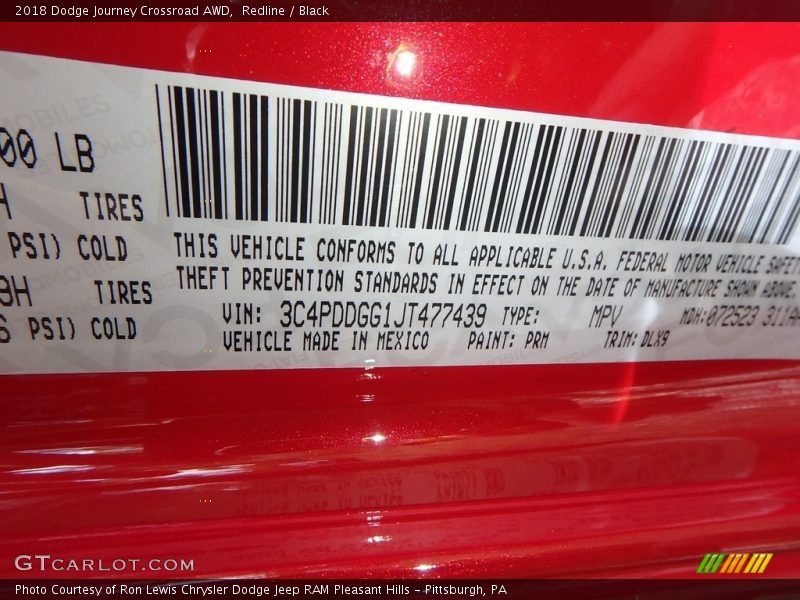 2018 Dodge Journey Crossroad AWD,  Redline / Black
00 LB
H TIRES
PSI) COLD
H TIRES
PSI) COLD
THIS VEHICLE CONFORMS TO ALL APPLICABLE U.S.A. FEDERAL MOTOR VEHICLE SAFETY
THEFT PREVENTION STANDARDS IN EFFECT ON THE DATE OF MANUFACTURE SHOWN ABOVE.
VIN: 3C4PDDGG1JT477439 TYPE: MPV MDH:072523 311A
VEHICLE MADE IN MEXICO PAINT: PRM TRIM: DLX9
GTCARLOT.COM
Photo Courtesy of Ron Lewis Chrysler Dodge Jeep RAM Pleasant Hills – Pittsburgh, PA